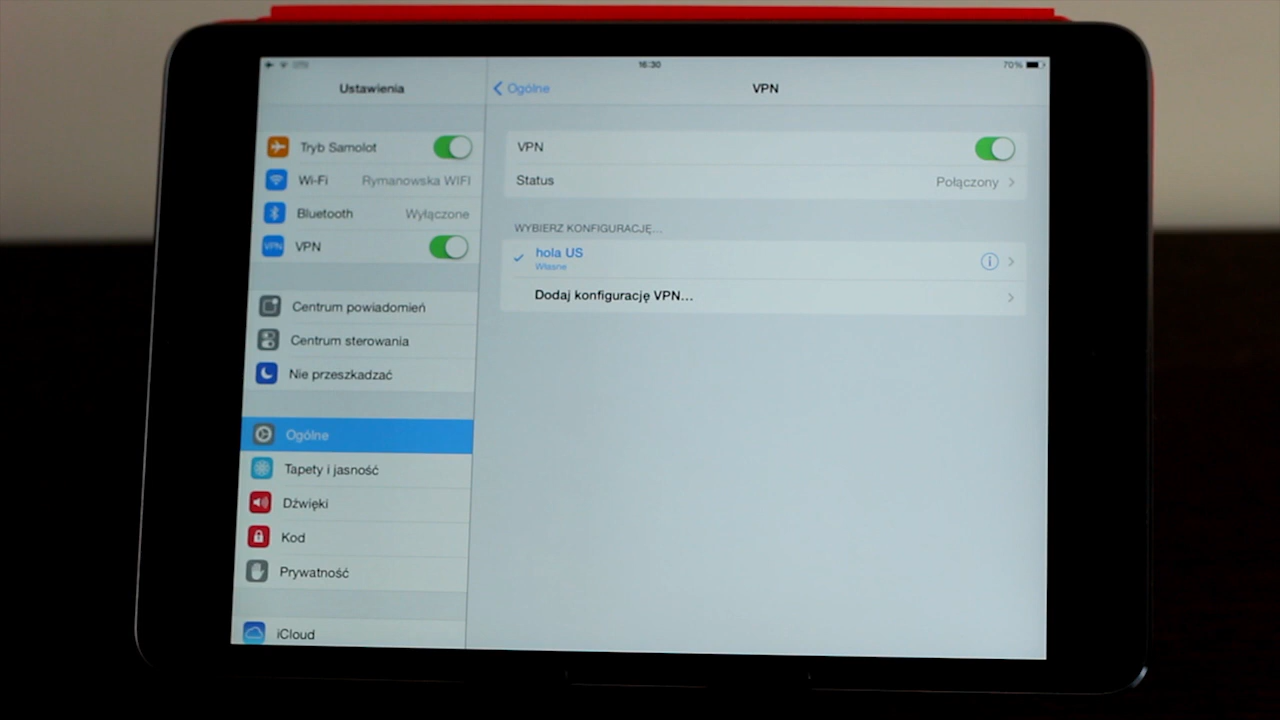 16:30
70%
Ustawienia
Ogólne
VPN
Tryb Samolot
Wi-Fi Rymanowska WIFI
Bluetooth Wyłączone
VPN VPN
Centrum powiadomień
Centrum sterowania
Nie przeszkadzać
Ogólne
Tapety i jasność
Dźwięki
Kod
Prywatność
iCloud
VPN
Status Połączony
WYBIERZ KONFIGURACJĘ...
hola US
Własne
Dodaj konfigurację VPN...